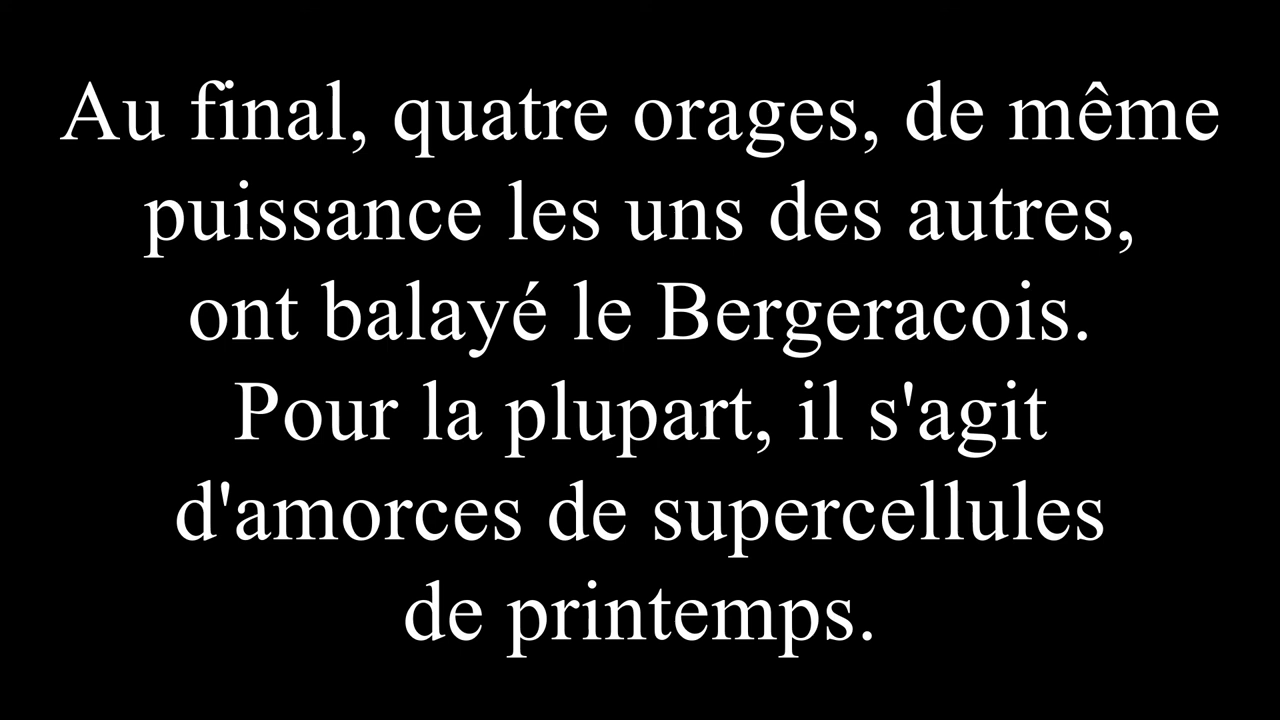 Au final, quatre orages, de même
puissance les uns des autres,
ont balayé le Bergeracois.
Pour la plupart, il s'agit
d'amorces de supercellules
de printemps.